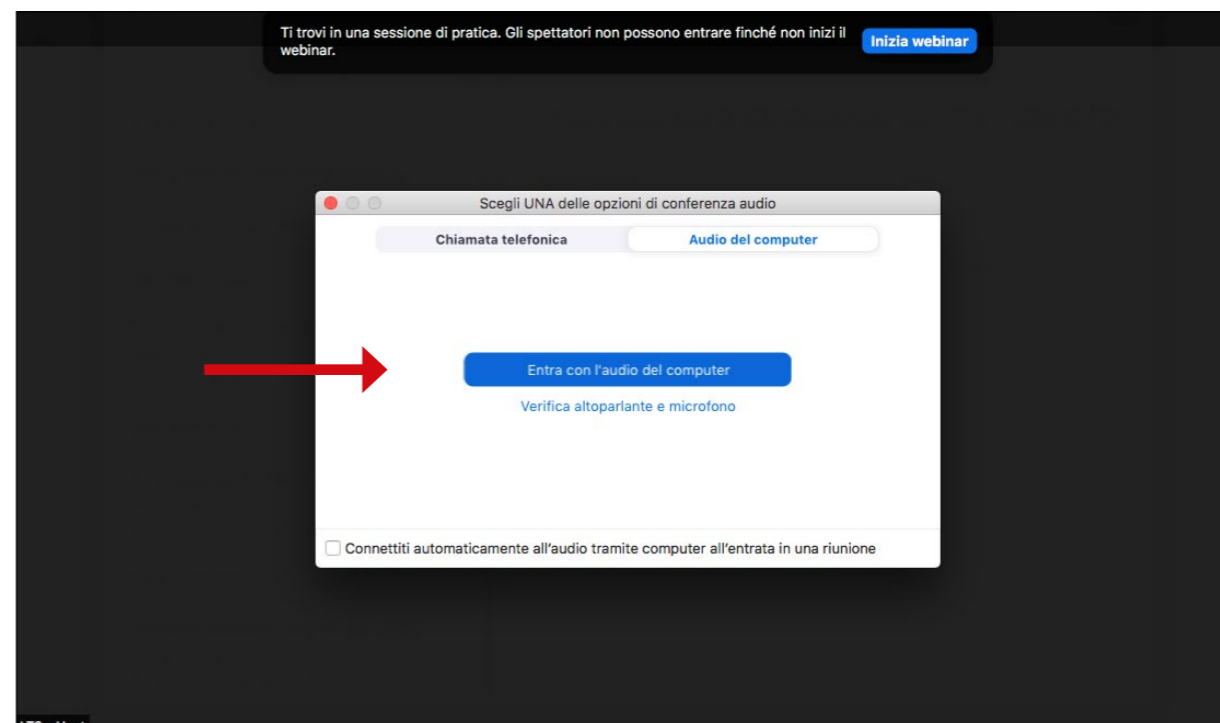 Ti trovi in una sessione di pratica. Gli spettatori non possono entrare finché non inizi il
webinar.
Inizia webinar
Scegli UNA delle opzioni di conferenza audio
Chiamata telefonica
Audio del computer
Entra con l'audio del computer
Verifica altoparlante e microfono
Connettiti automaticamente all’audio tramite computer all’entrata in una riunione